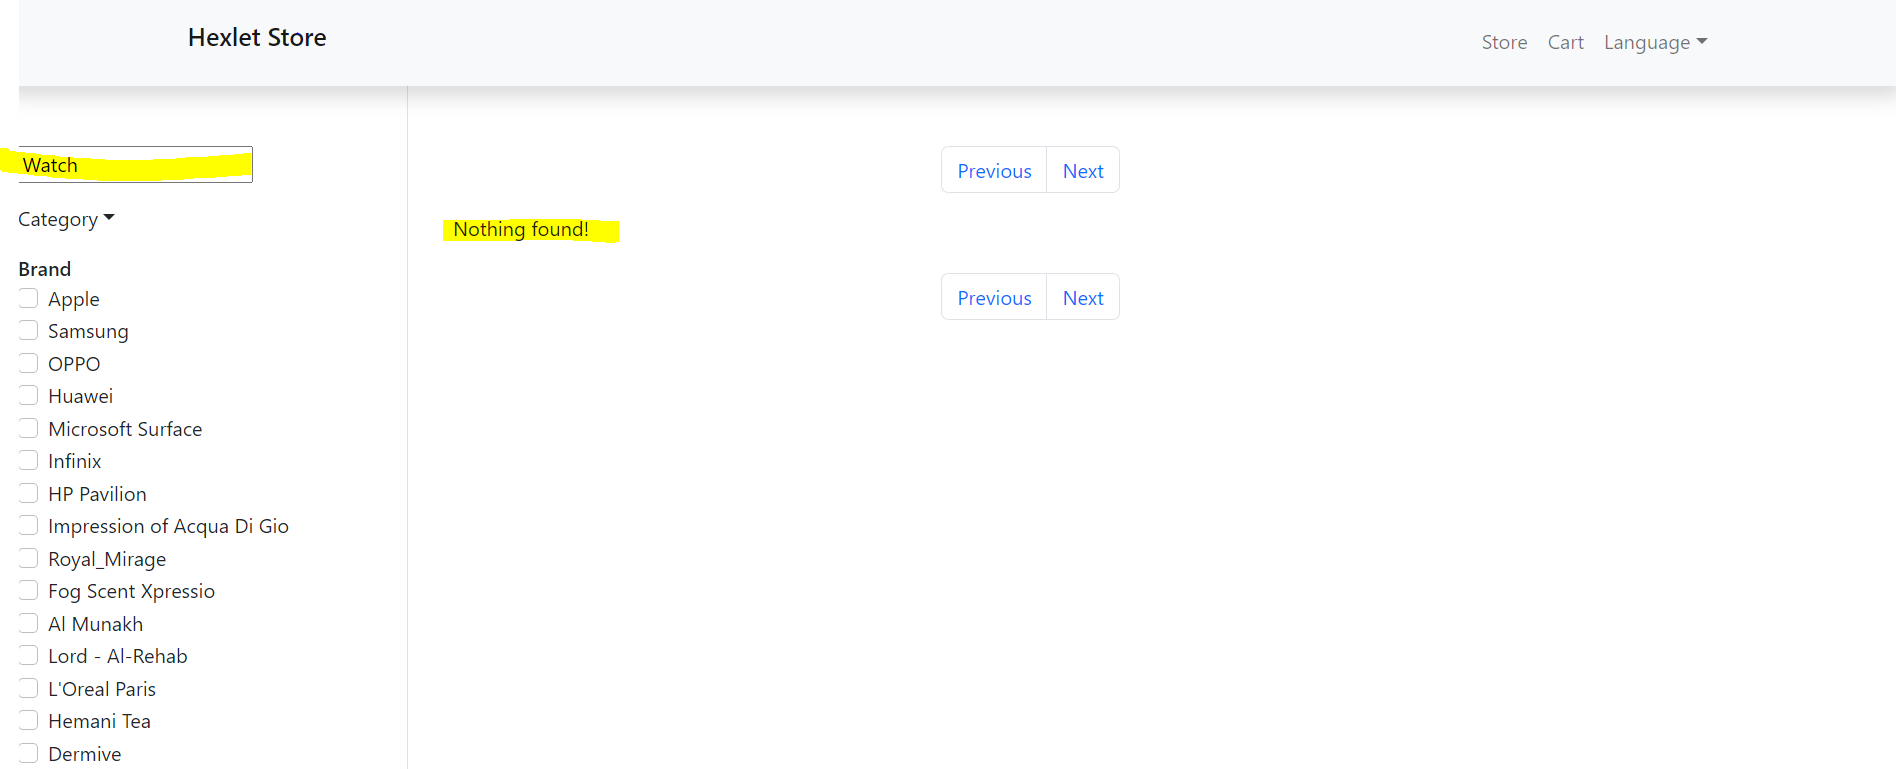 Hexlet Store
Store Cart Language
Watch
Category
Brand
Apple
Samsung
OPPO
Huawei
Microsoft Surface
Infinix
HP Pavilion
Impression of Acqua Di Gio
Royal_Mirage
Fog Scent Xpressio
Al Munakh
Lord - Al-Rehab
L'Oreal Paris
Hemani Tea
Dermive
Previous Next
Nothing found!
Previous Next